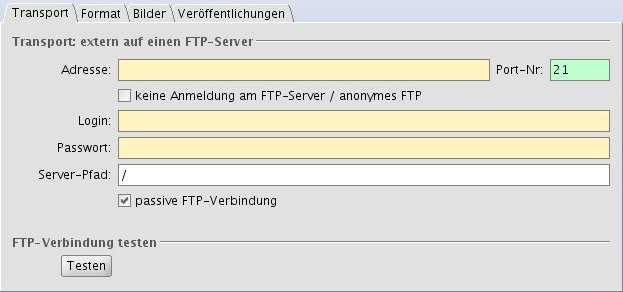 Transport Format Bilder Veröffentlichungen
Transport: extern auf einen FTP-Server
Adresse: Port-Nr: 21
keine Anmeldung am FTP-Server / anonymes FTP
Login:
Passwort:
Server-Pfad: /
passive FTP-Verbindung
FTP-Verbindung testen
Testen